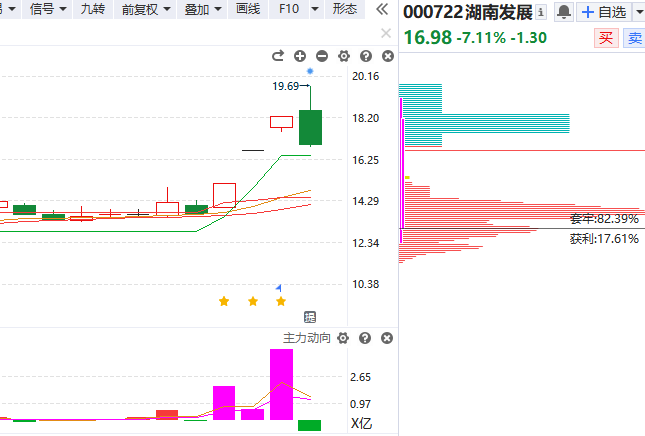 信号 九转 前复权 叠加 画线 F10 形态
000722 湖南发展
+自选
16.98 -7.11% -1.30
买 卖
20.16
19.69
18.20
16.25
14.29
12.34
10.38
套牢:82.39%
获利:17.61%
主力动向
2.65
0.97
X亿